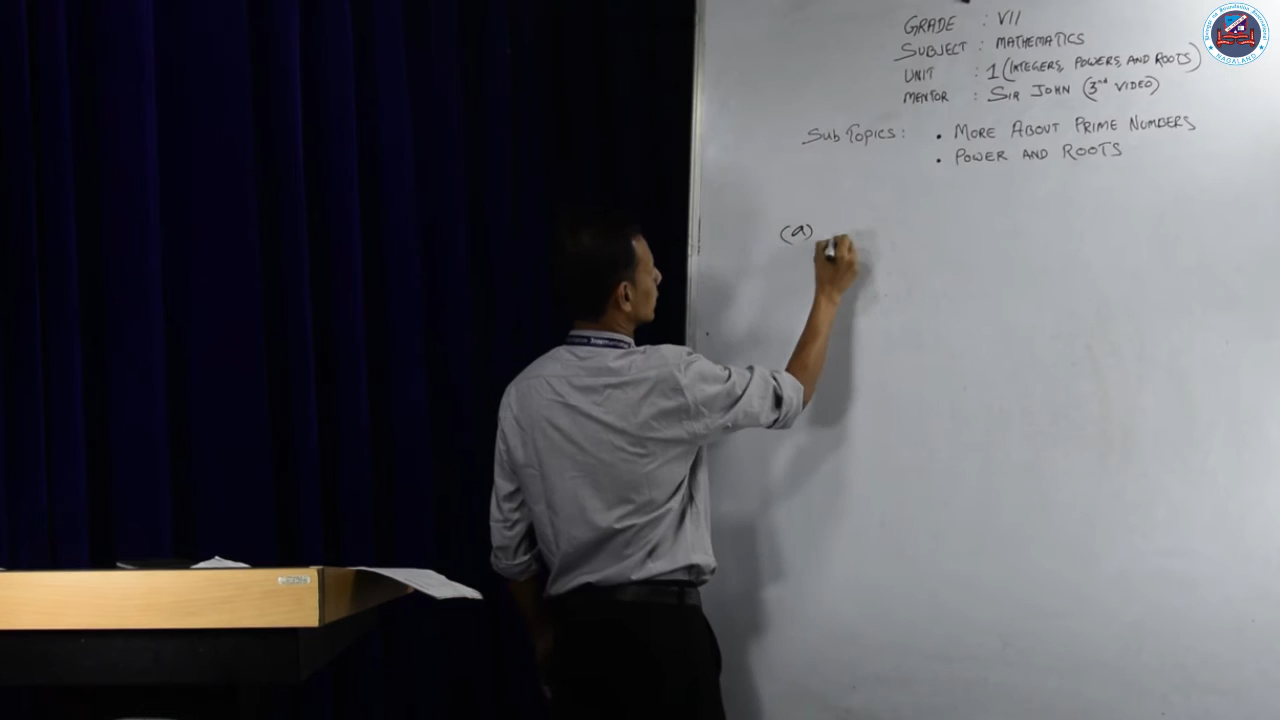 GRADE : VII
SUBJECT : MATHEMATICS
UNIT : 1 (INTEGERS, POWERS, AND ROOTS)
MENTOR : SIR JOHN (3rd VIDEO)
Sub Topics: • MORE ABOUT PRIME NUMBERS
• POWER AND ROOTS
(a)
NAGALAND